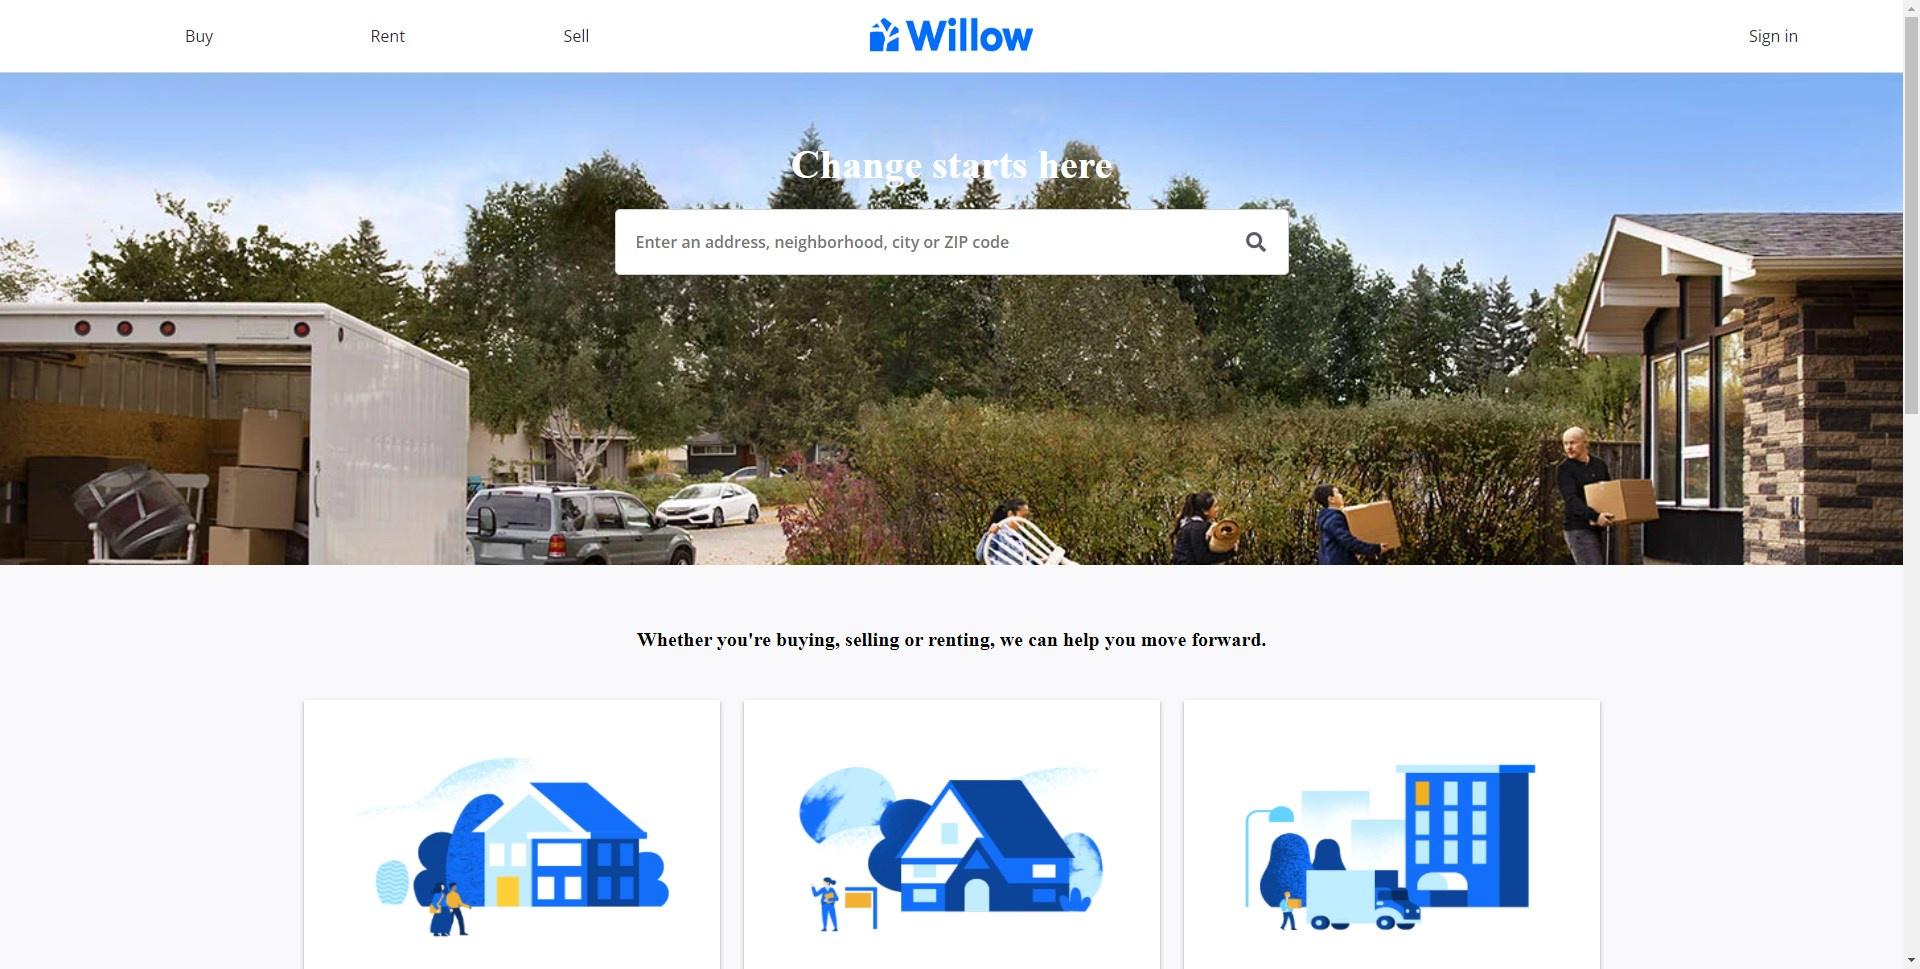 Buy
Rent
Sell
Willow
Sign in
Change starts here
Enter an address, neighborhood, city or ZIP code
Whether you're buying, selling or renting, we can help you move forward.